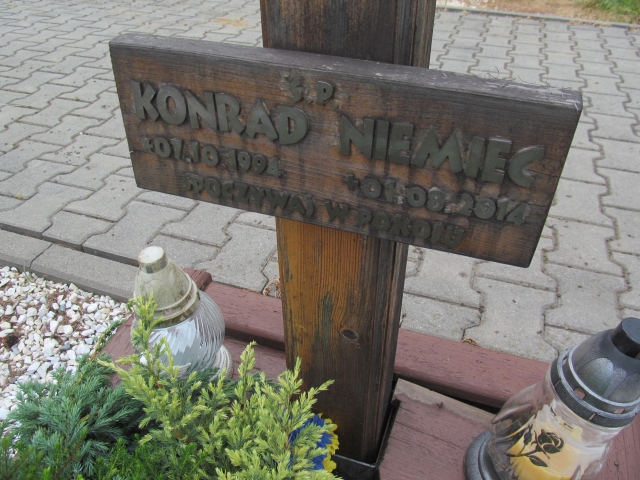 Ś.P.
KONRAD NIEMIEC
*07.10.1994 +01.08.2014
SPOCZYWAJ W POKOJU